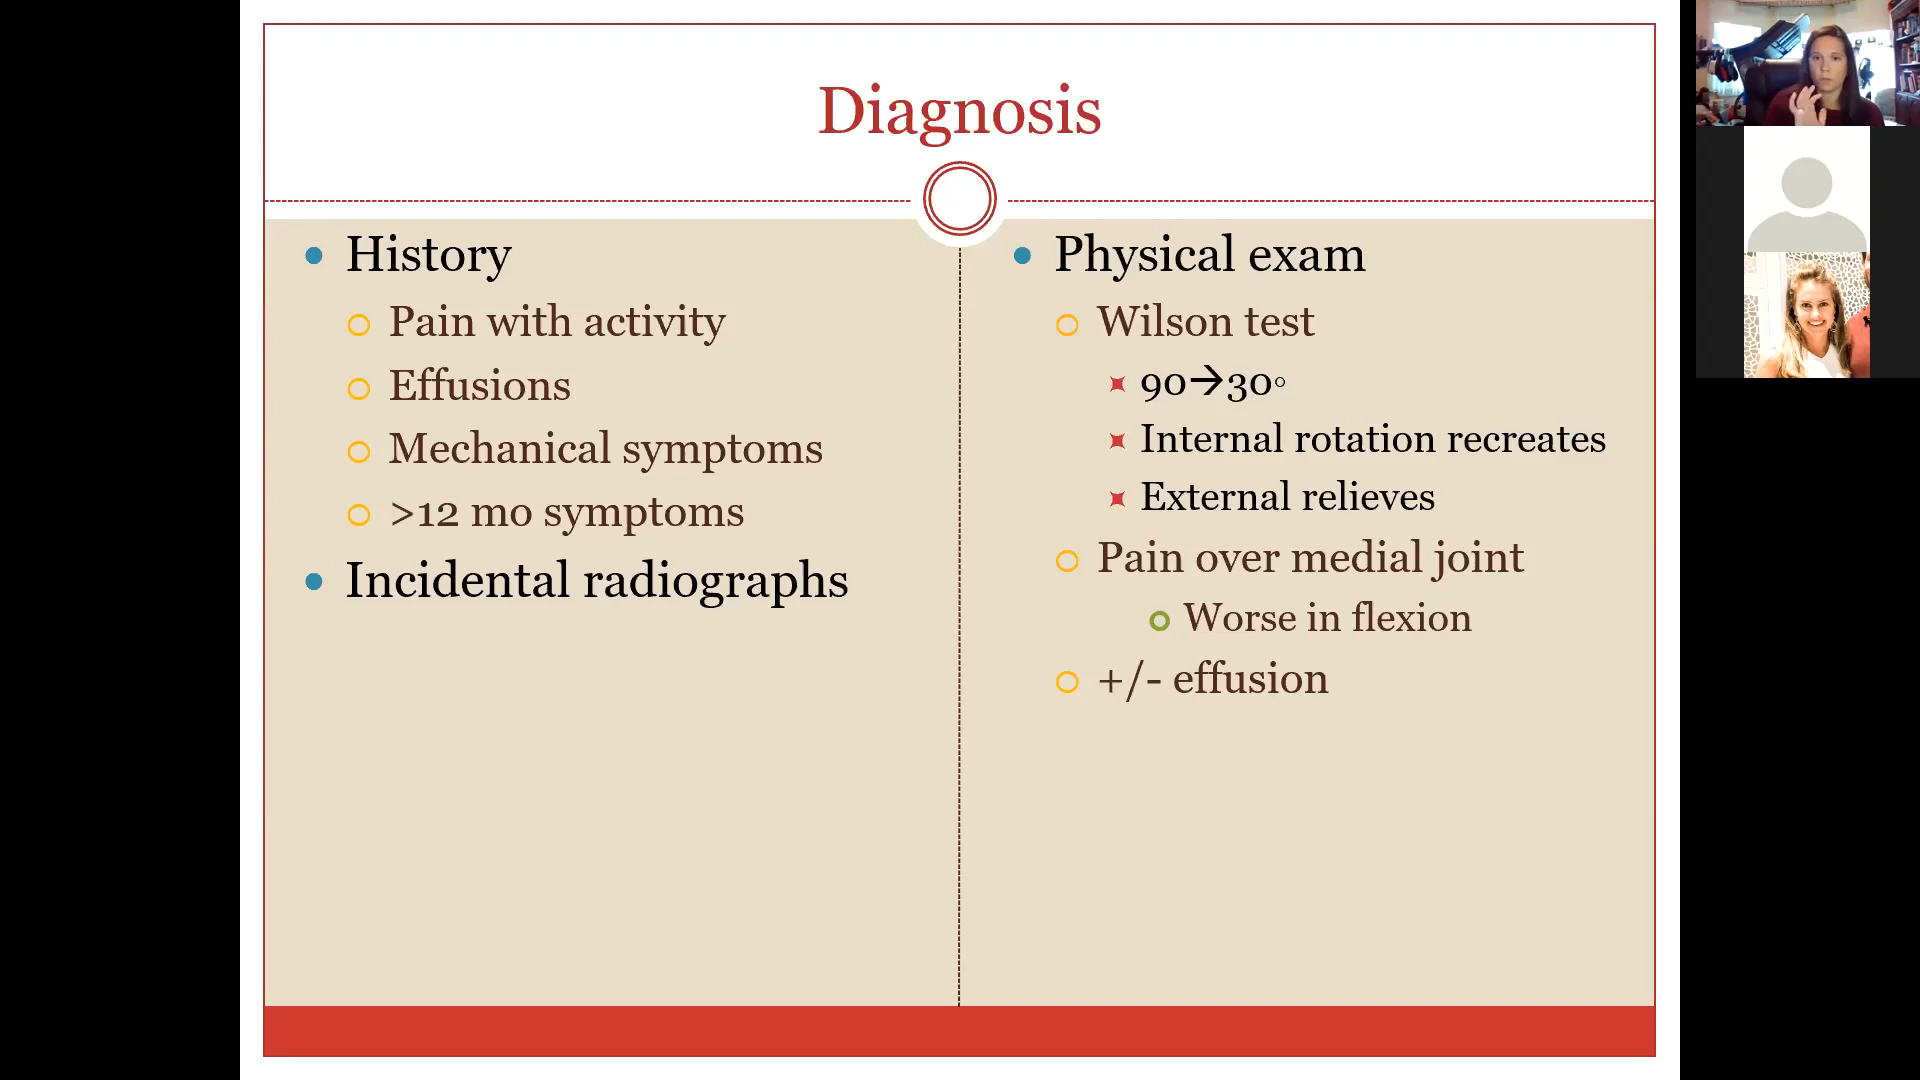 Diagnosis
History
Pain with activity
Effusions
Mechanical symptoms
>12 mo symptoms
Incidental radiographs
Physical exam
Wilson test
90→30°
Internal rotation recreates
External relieves
Pain over medial joint
Worse in flexion
+/- effusion